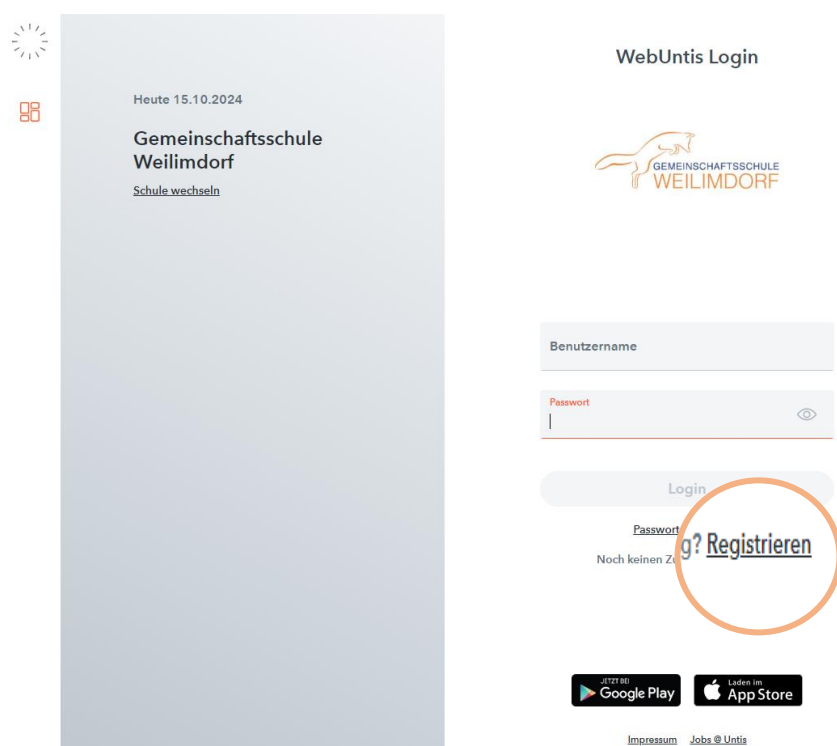 Heute 15.10.2024
Gemeinschaftsschule
Weilimdorf
Schule wechseln
WebUntis Login
GEMEINSCHAFTSSCHULE
WEILIMDORF
Benutzername
Passwort
Login
Passwort
g? Registrieren
Noch keinen Zu
JETZT BEI
Google Play
Laden im
App Store
Impressum Jobs @ Untis